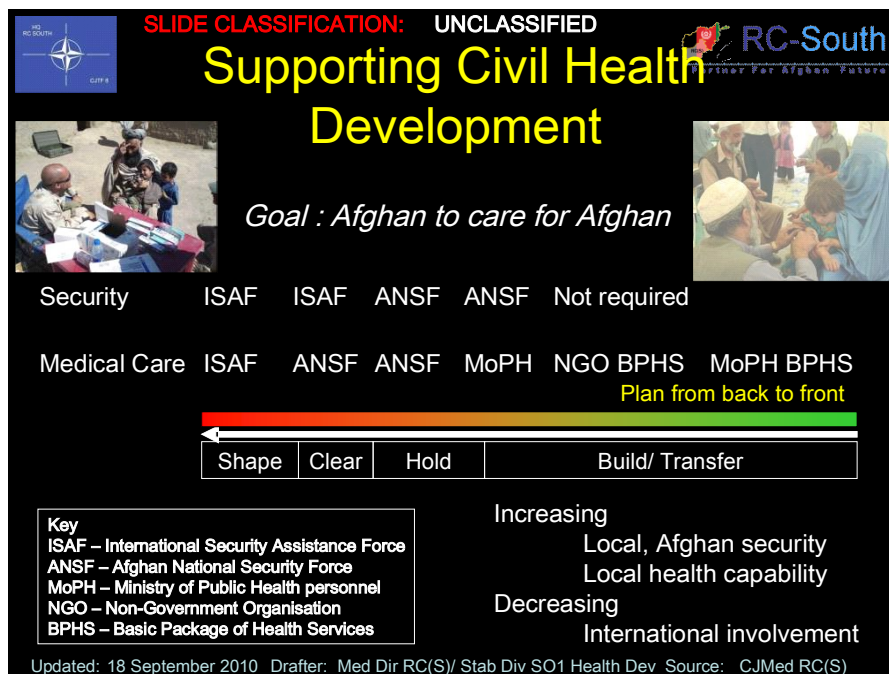 SLIDE CLASSIFICATION: UNCLASSIFIED
HQ
RC SOUTH
CJTF 6
RC-South
Partner For Afghan Future
Supporting Civil Health
Development
Goal : Afghan to care for Afghan
Security ISAF ISAF ANSF ANSF Not required
Medical Care ISAF ANSF ANSF MoPH NGO BPHS MoPH BPHS
Plan from back to front
Shape Clear Hold Build/ Transfer
Key
ISAF – International Security Assistance Force
ANSF – Afghan National Security Force
MoPH – Ministry of Public Health personnel
NGO – Non-Government Organisation
BPHS – Basic Package of Health Services
Increasing
Local, Afghan security
Local health capability
Decreasing
International involvement
Updated: 18 September 2010 Drafter: Med Dir RC(S)/ Stab Div SO1 Health Dev Source: CJMed RC(S)